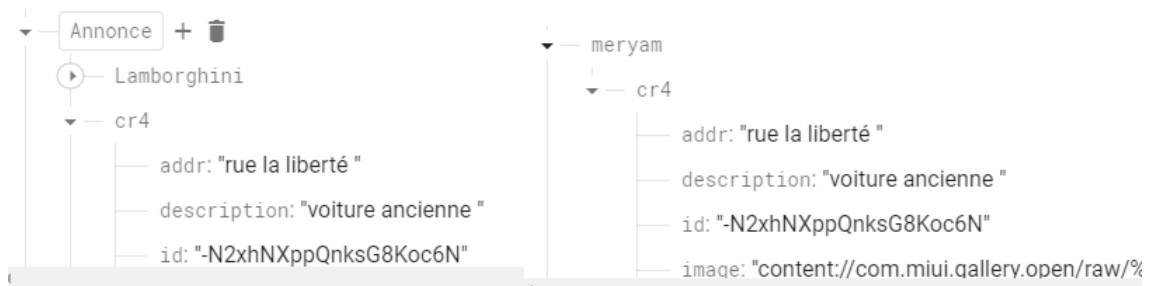 Annonce
Lamborghini
cr4
addr: "rue la liberté "
description: "voiture ancienne "
id: "-N2xhNXppQnksG8Koc6N"
meryam
cr4
addr: "rue la liberté "
description: "voiture ancienne "
id: "-N2xhNXppQnksG8Koc6N"
image: "content://com.miui.gallery.open/raw/%